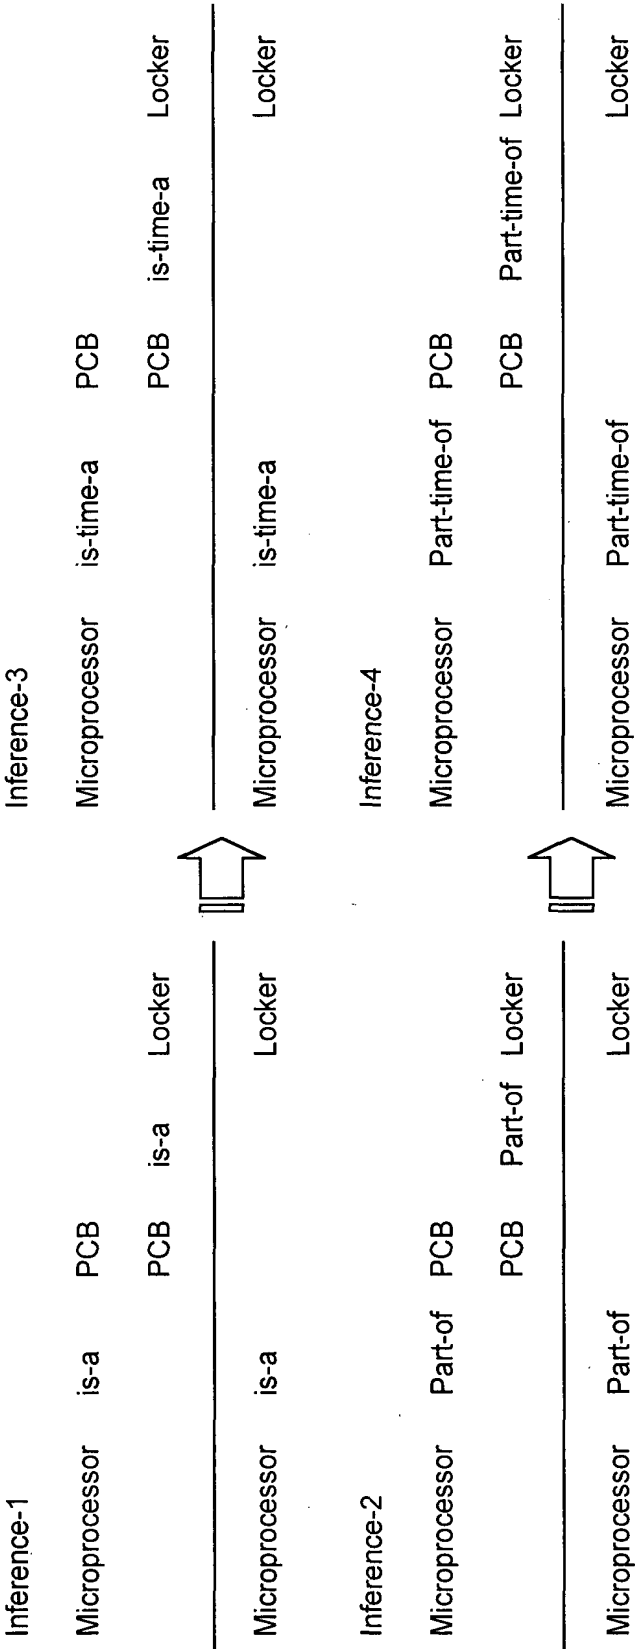 Inference-1
Microprocessor is-a PCB
PCB is-a Locker
Microprocessor is-a Locker
Inference-2
Microprocessor Part-of PCB
PCB Part-of Locker
Microprocessor Part-of Locker
Inference-3
Microprocessor is-time-a PCB
PCB is-time-a Locker
Microprocessor is-time-a Locker
Inference-4
Microprocessor Part-time-of PCB
PCB Part-time-of Locker
Microprocessor Part-time-of Locker